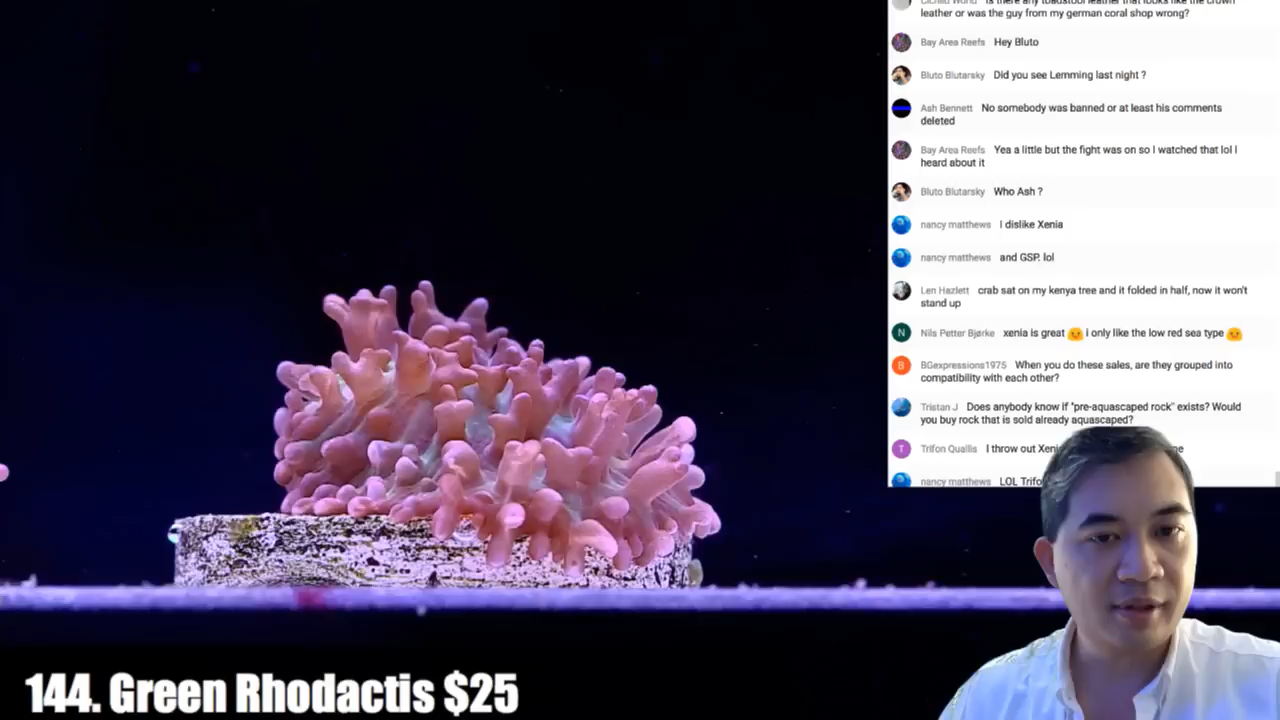 Is there any toadstool leather that looks like the crown
leather or was the guy from my german coral shop wrong?
Bay Area Reefs Hey Bluto
Bluto Blutarsky Did you see Lemming last night ?
Ash Bennett No somebody was banned or at least his comments
deleted
Bay Area Reefs Yea a little but the fight was on so I watched that lol I
heard about it
Bluto Blutarsky Who Ash ?
nancy matthews I dislike Xenia
nancy matthews and GSP. lol
Len Hazlett crab sat on my kenya tree and it folded in half, now it won't
stand up
N Nils Petter Bjørke xenia is great i only like the low red sea type
B BGexpressions1975 When you do these sales, are they grouped into
compatibility with each other?
Tristan J Does anybody know if "pre-aquascaped rock" exists? Would
you buy rock that is sold already aquascaped?
T Trifon Quallis I throw out
nancy matthews LOL
144. Green Rhodactis $25